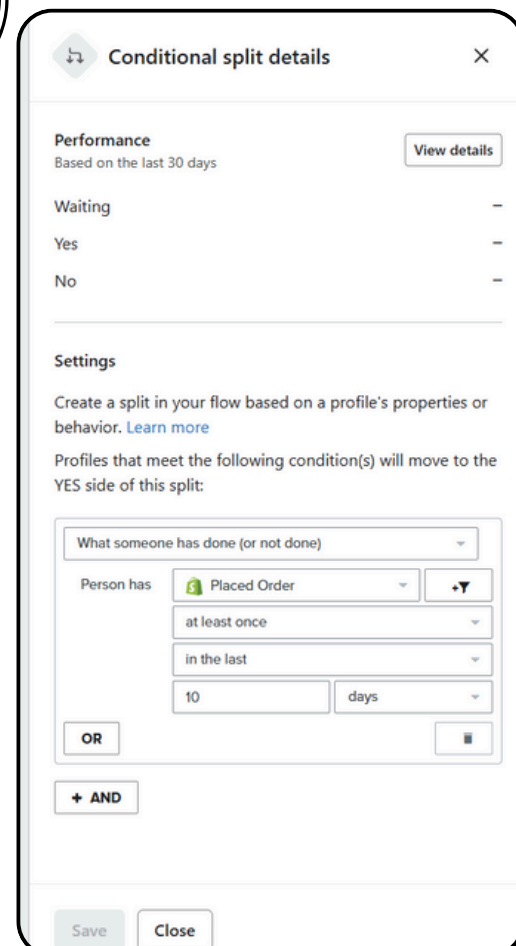 Conditional split details
Performance
View details
Based on the last 30 days
Waiting –
Yes –
No –
Settings
Create a split in your flow based on a profile's properties or
behavior. Learn more
Profiles that meet the following condition(s) will move to the
YES side of this split:
What someone has done (or not done)
Person has Placed Order
at least once
in the last
10 days
OR
+ AND
Save Close